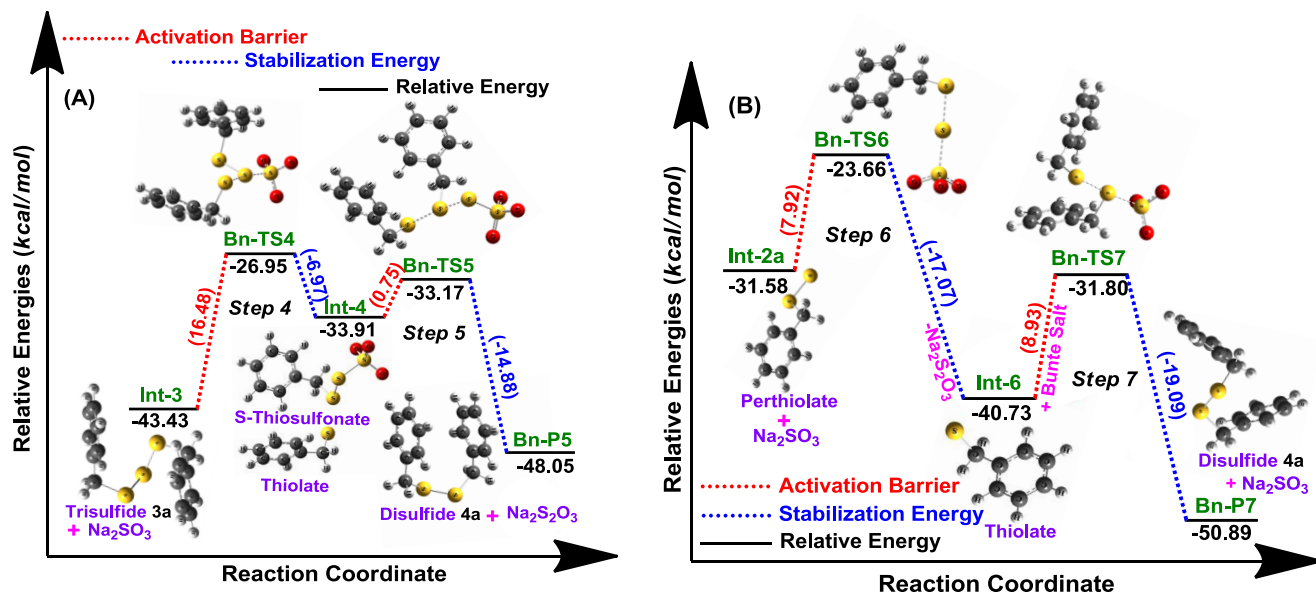 Activation Barrier
Stabilization Energy
Relative Energy
(A)
Relative Energies (kcal//mol)
Reaction Coordinate
Int-3
-43.43
Trisulfide 3a
+ Na₂SO₃
(16.48)
Step 4
Bn-TS4
-26.95
(-6.97)
Int-4
-33.91
S-Thiosulfonate
Thiolate
(0.75)
Step 5
Bn-TS5
-33.17
(-14.88)
Bn-P5
-48.05
Disulfide 4a + Na₂S₂O₃
(B)
Relative Energies (kcal//mol)
Reaction Coordinate
Int-2a
-31.58
Perthiolate
+
Na₂SO₃
(7.92)
Step 6
Bn-TS6
-23.66
(-17.07)
-Na₂S₂O₃
Int-6
-40.73
Thiolate
(8.93)
+ Bunte Salt
Step 7
Bn-TS7
-31.80
(-19.09)
Disulfide 4a
+ Na₂SO₃
Bn-P7
-50.89
Activation Barrier
Stabilization Energy
Relative Energy